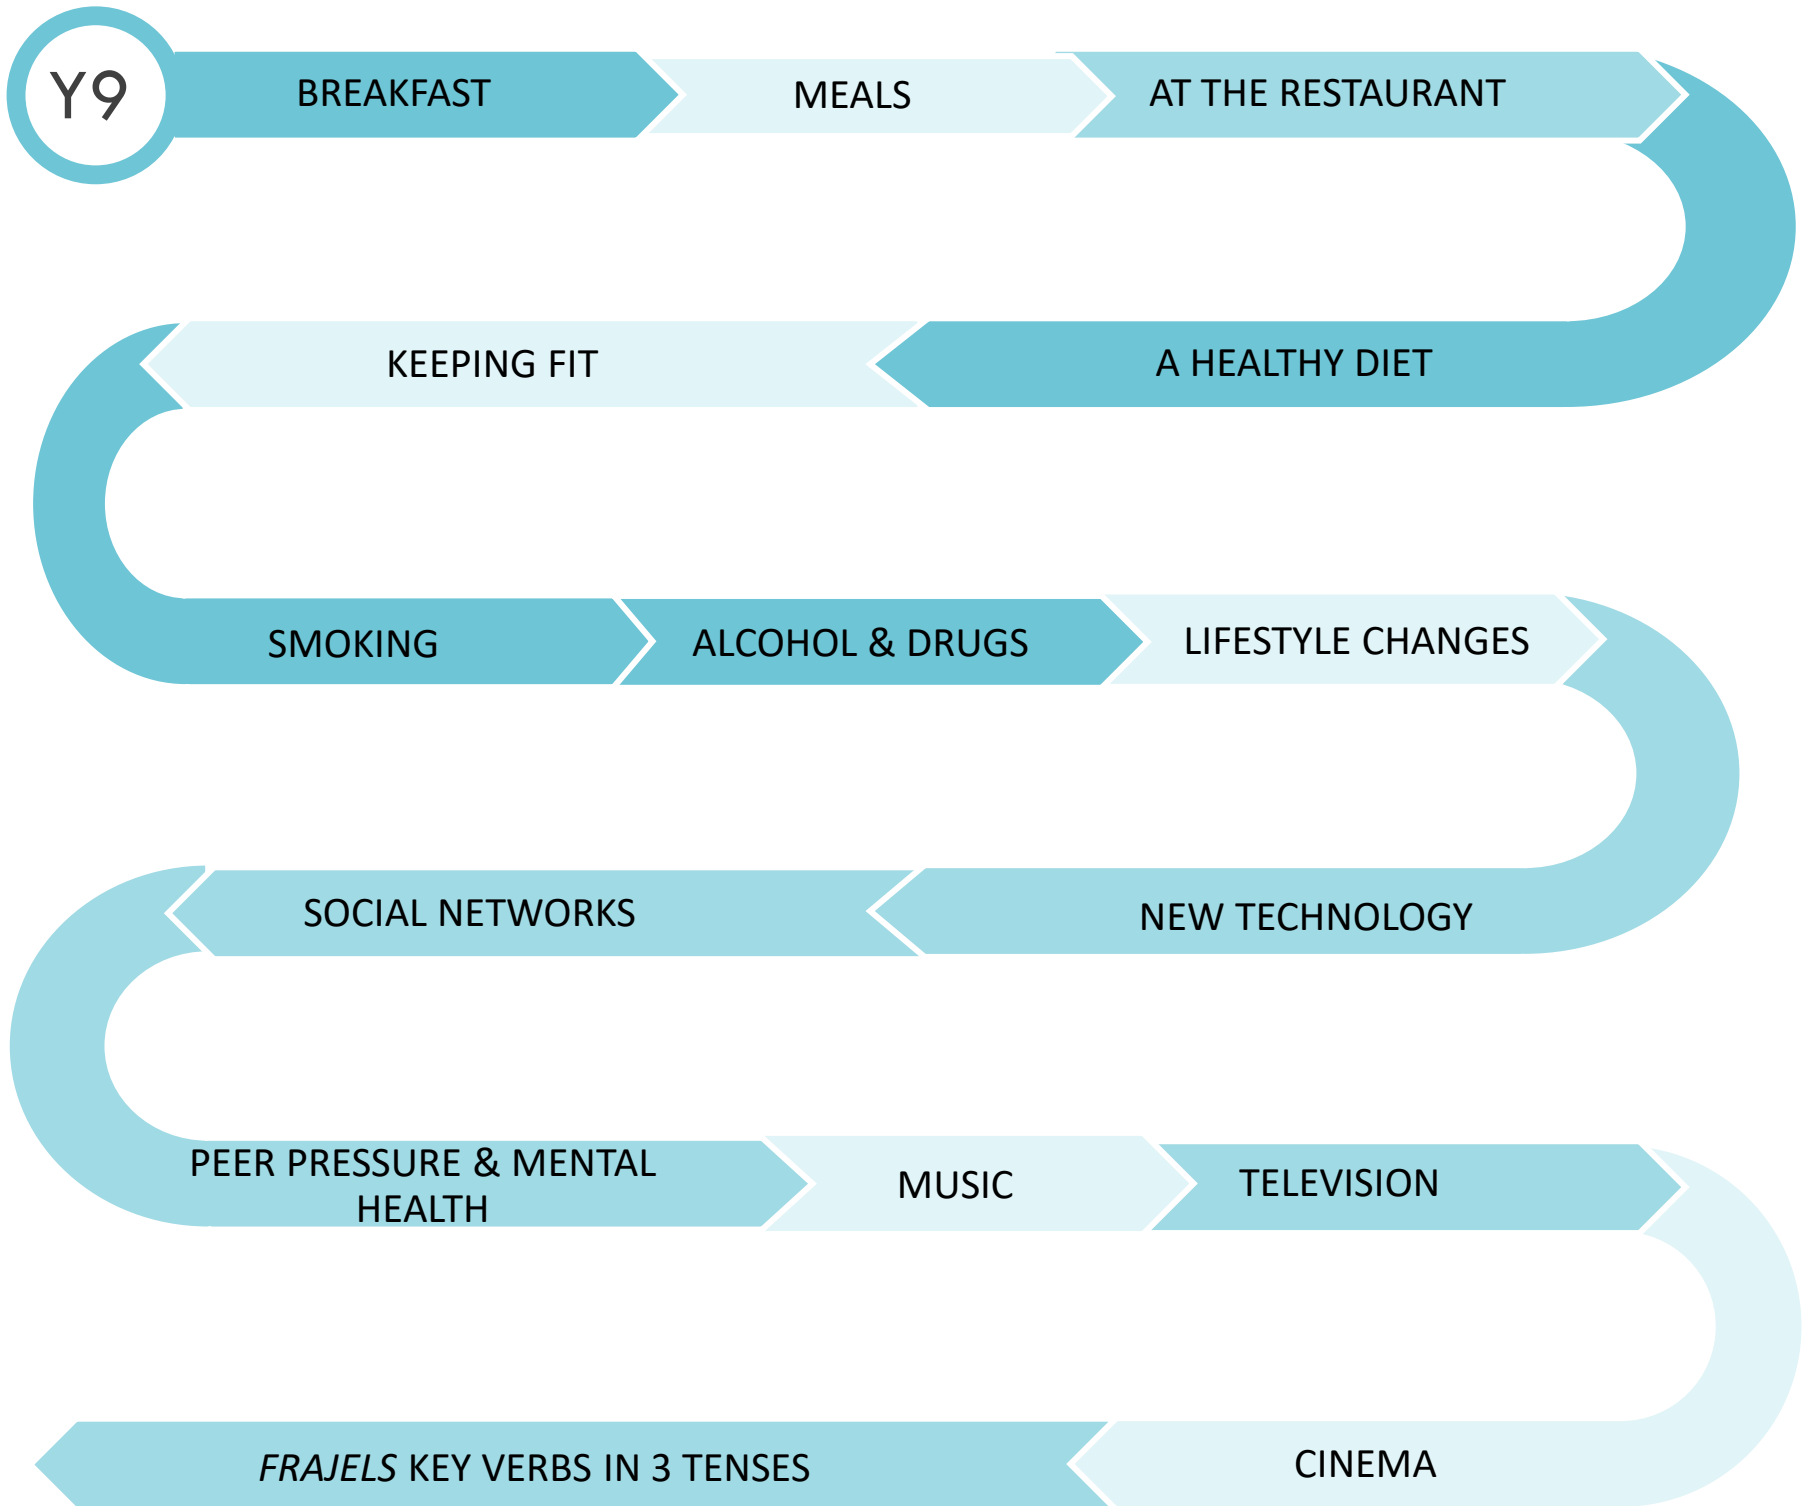 Y9
BREAKFAST
MEALS
AT THE RESTAURANT
A HEALTHY DIET
KEEPING FIT
SMOKING
ALCOHOL & DRUGS
LIFESTYLE CHANGES
NEW TECHNOLOGY
SOCIAL NETWORKS
PEER PRESSURE & MENTAL
HEALTH
MUSIC
TELEVISION
CINEMA
FRAJELS KEY VERBS IN 3 TENSES